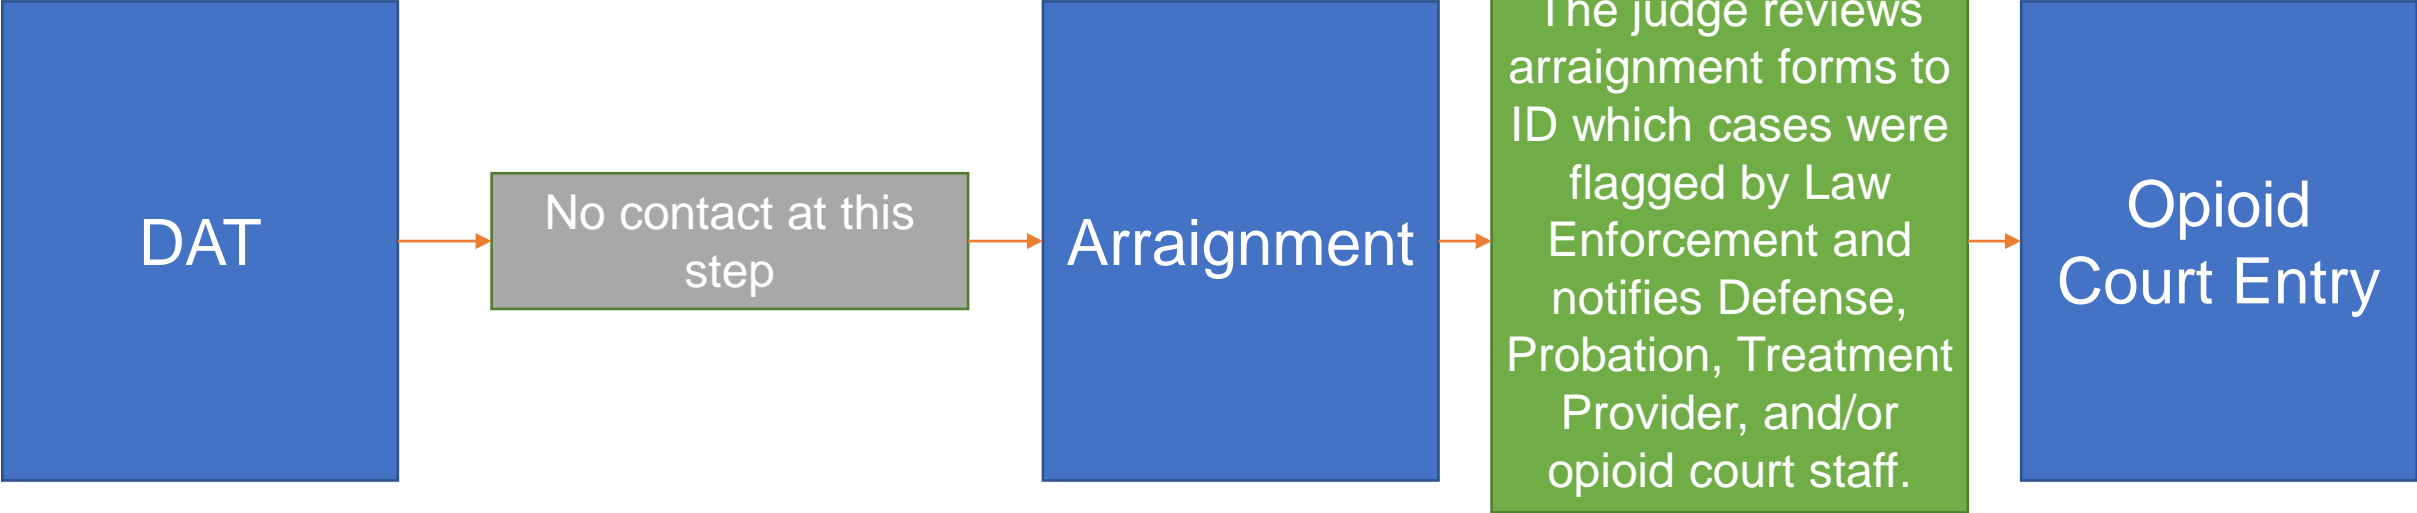 DAT
No contact at this
step
Arraignment
The judge reviews
arraignment forms to
ID which cases were
flagged by Law
Enforcement and
notifies Defense,
Probation, Treatment
Provider, and/or
opioid court staff.
Opioid
Court Entry